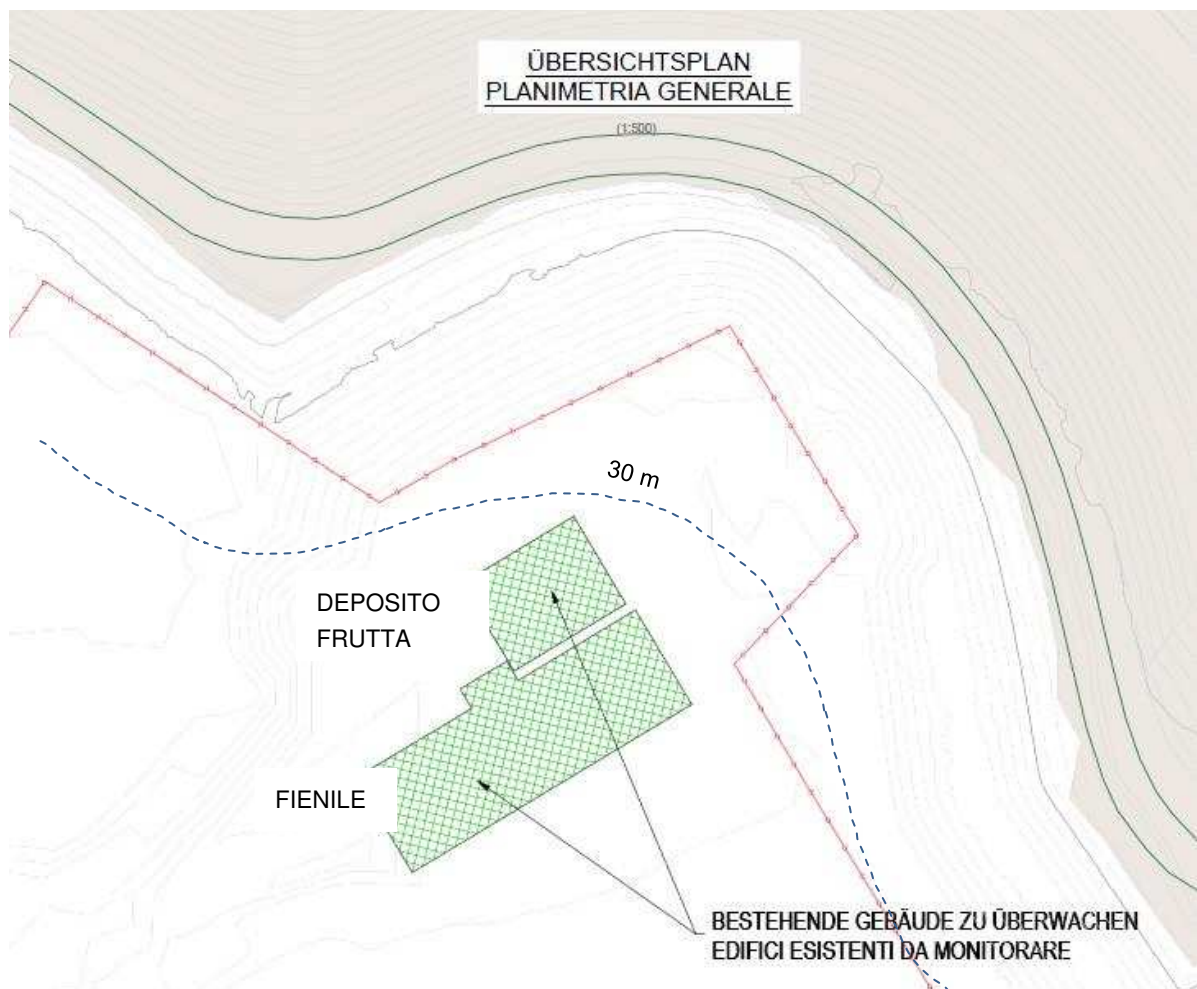 ÜBERSICHTSPLAN
PLANIMETRIA GENERALE
(1:500)
30 m
DEPOSITO
FRUTTA
FIENILE
BESTEHENDE GEBÄUDE ZU ÜBERWACHEN
EDIFICI ESISTENTI DA MONITORARE